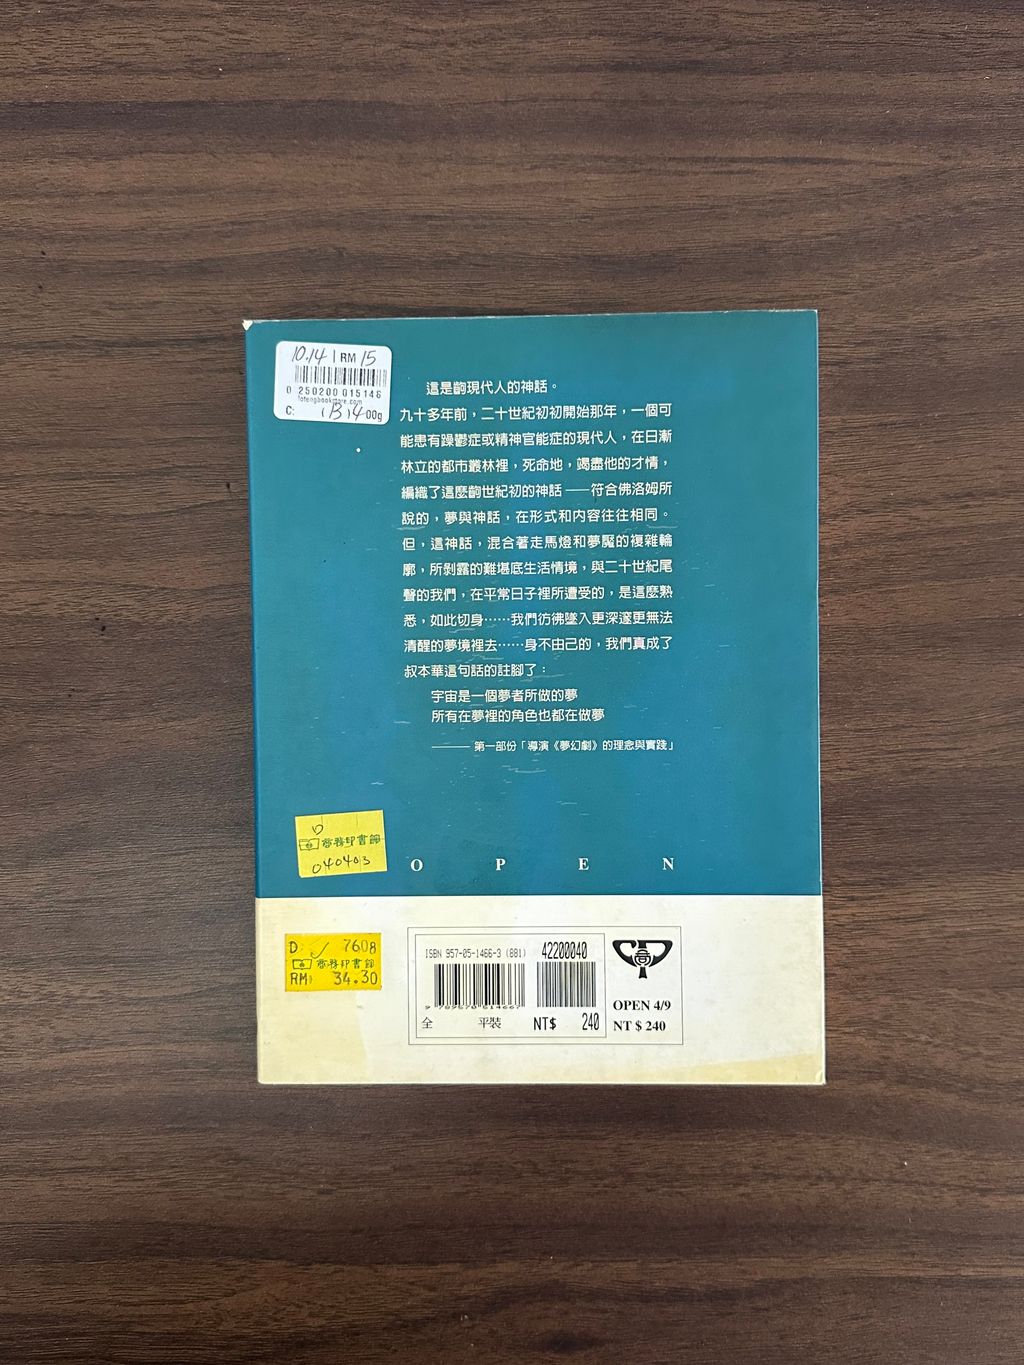 10.14 RM 15
0 250200 015146
C: (B) 4.00g
這是齣現代人的神話。
九十多年前，二十世紀初初開始那年，一個可
能患有躁鬱症或精神官能症的現代人，在日漸
林立的都市叢林裡，死命地，竭盡他的才情，
編織了這麼齣世紀初的神話——符合佛洛姆所
說的，夢與神話，在形式和內容往往相同。
但，這神話，混合著走馬燈和夢魘的複雜輪
廓，所剝露的難堪底生活情境，與二十世紀尾
聲的我們，在平常日子裡所遭受的，是這麼熟
悉，如此切身……我們彷彿墜入更深邃更無法
清醒的夢境裡去……身不由己的，我們真成了
叔本華這句話的註腳了：
宇宙是一個夢者所做的夢
所有在夢裡的角色也都在做夢
——第一部份「導演《夢幻劇》的理念與實踐」
D
商務印書館
040403
OPEN
D 7608
商務印書館
RM 34.30
ISBN 957-05-1466-3 (881)
42200040
9 789570 514667
全 平裝 NT$ 240
OPEN 4/9
NT $ 240